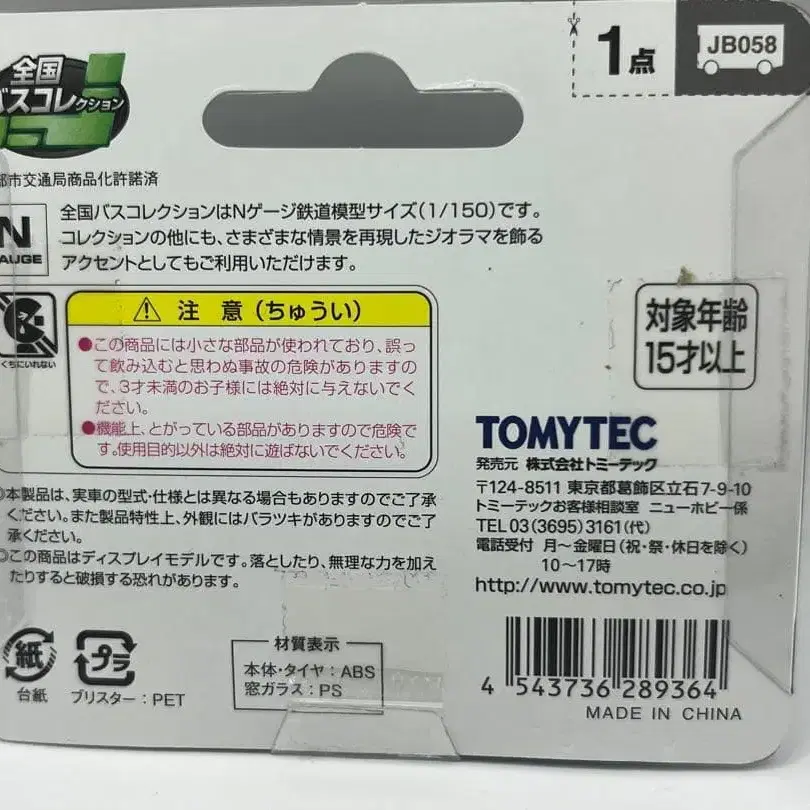 全国
バスコレクション
1点
JB058
都市交通局商品化許諾済
N
GAUGE
全国バスコレクションはNゲージ鉄道模型サイズ(1/150)です。
コレクションの他にも、さまざまな情景を再現したジオラマを飾る
アクセントとしてもご利用いただけます。
くちにいれない
注 意 (ちゅうい)
●この商品には小さな部品が使われており、誤っ
て飲み込むと思わぬ事故の危険がありますの
で、3才未満のお子様には絶対に与えないでく
ださい。
●機能上、とがっている部品がありますので危険で
す。使用目的以外は絶対に遊ばないでください。
対象年齢
15才以上
TOMYTEC
発売元 株式会社トミーテック
〒124-8511 東京都葛飾区立石7-9-10
トミーテックお客様相談室 ニューホビー係
TEL 03(3695)3161(代)
電話受付 月~金曜日(祝・祭・休日を除く)
10~17時
http://www.tomytec.co.jp
○本製品は、実車の型式・仕様とは異なる場合もありますのでご了承
ください。また製品特性上、外観にはバラツキがありますのでご了
承ください。
○この商品はディスプレイモデルです。落としたり、無理な力を加え
たりすると破損する恐れがあります。
紙
台紙
プラ
ブリスター:PET
材質表示
本体・タイヤ:ABS
窓ガラス:PS
4 543736 289364
MADE IN CHINA